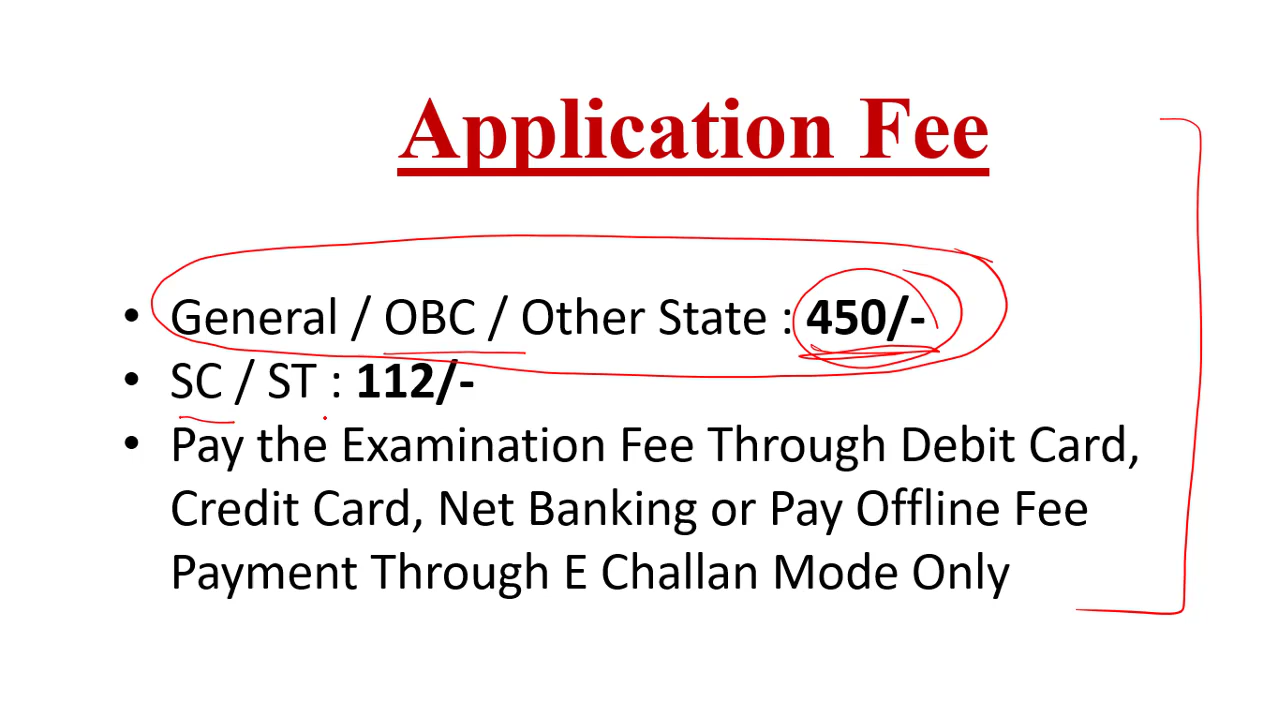 Application Fee
• General / OBC / Other State : 450/-
• SC / ST : 112/-
• Pay the Examination Fee Through Debit Card,
Credit Card, Net Banking or Pay Offline Fee
Payment Through E Challan Mode Only